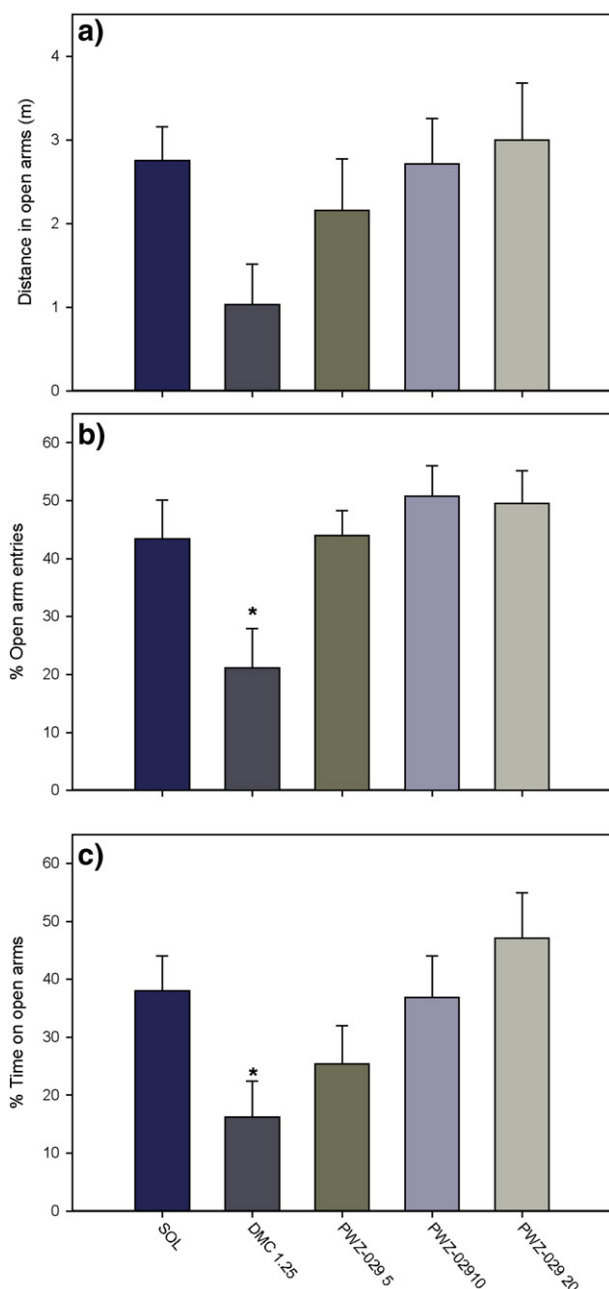 a)
Distance in open arms (m)
4
3
2
1
0
b)
% Open arm entries
60
50
40
30
20
10
0
*
c)
% Time on open arms
60
50
40
30
20
10
0
*
SOL
DMC 1.25
PWZ-029 5
PWZ-02910
PWZ-029 20